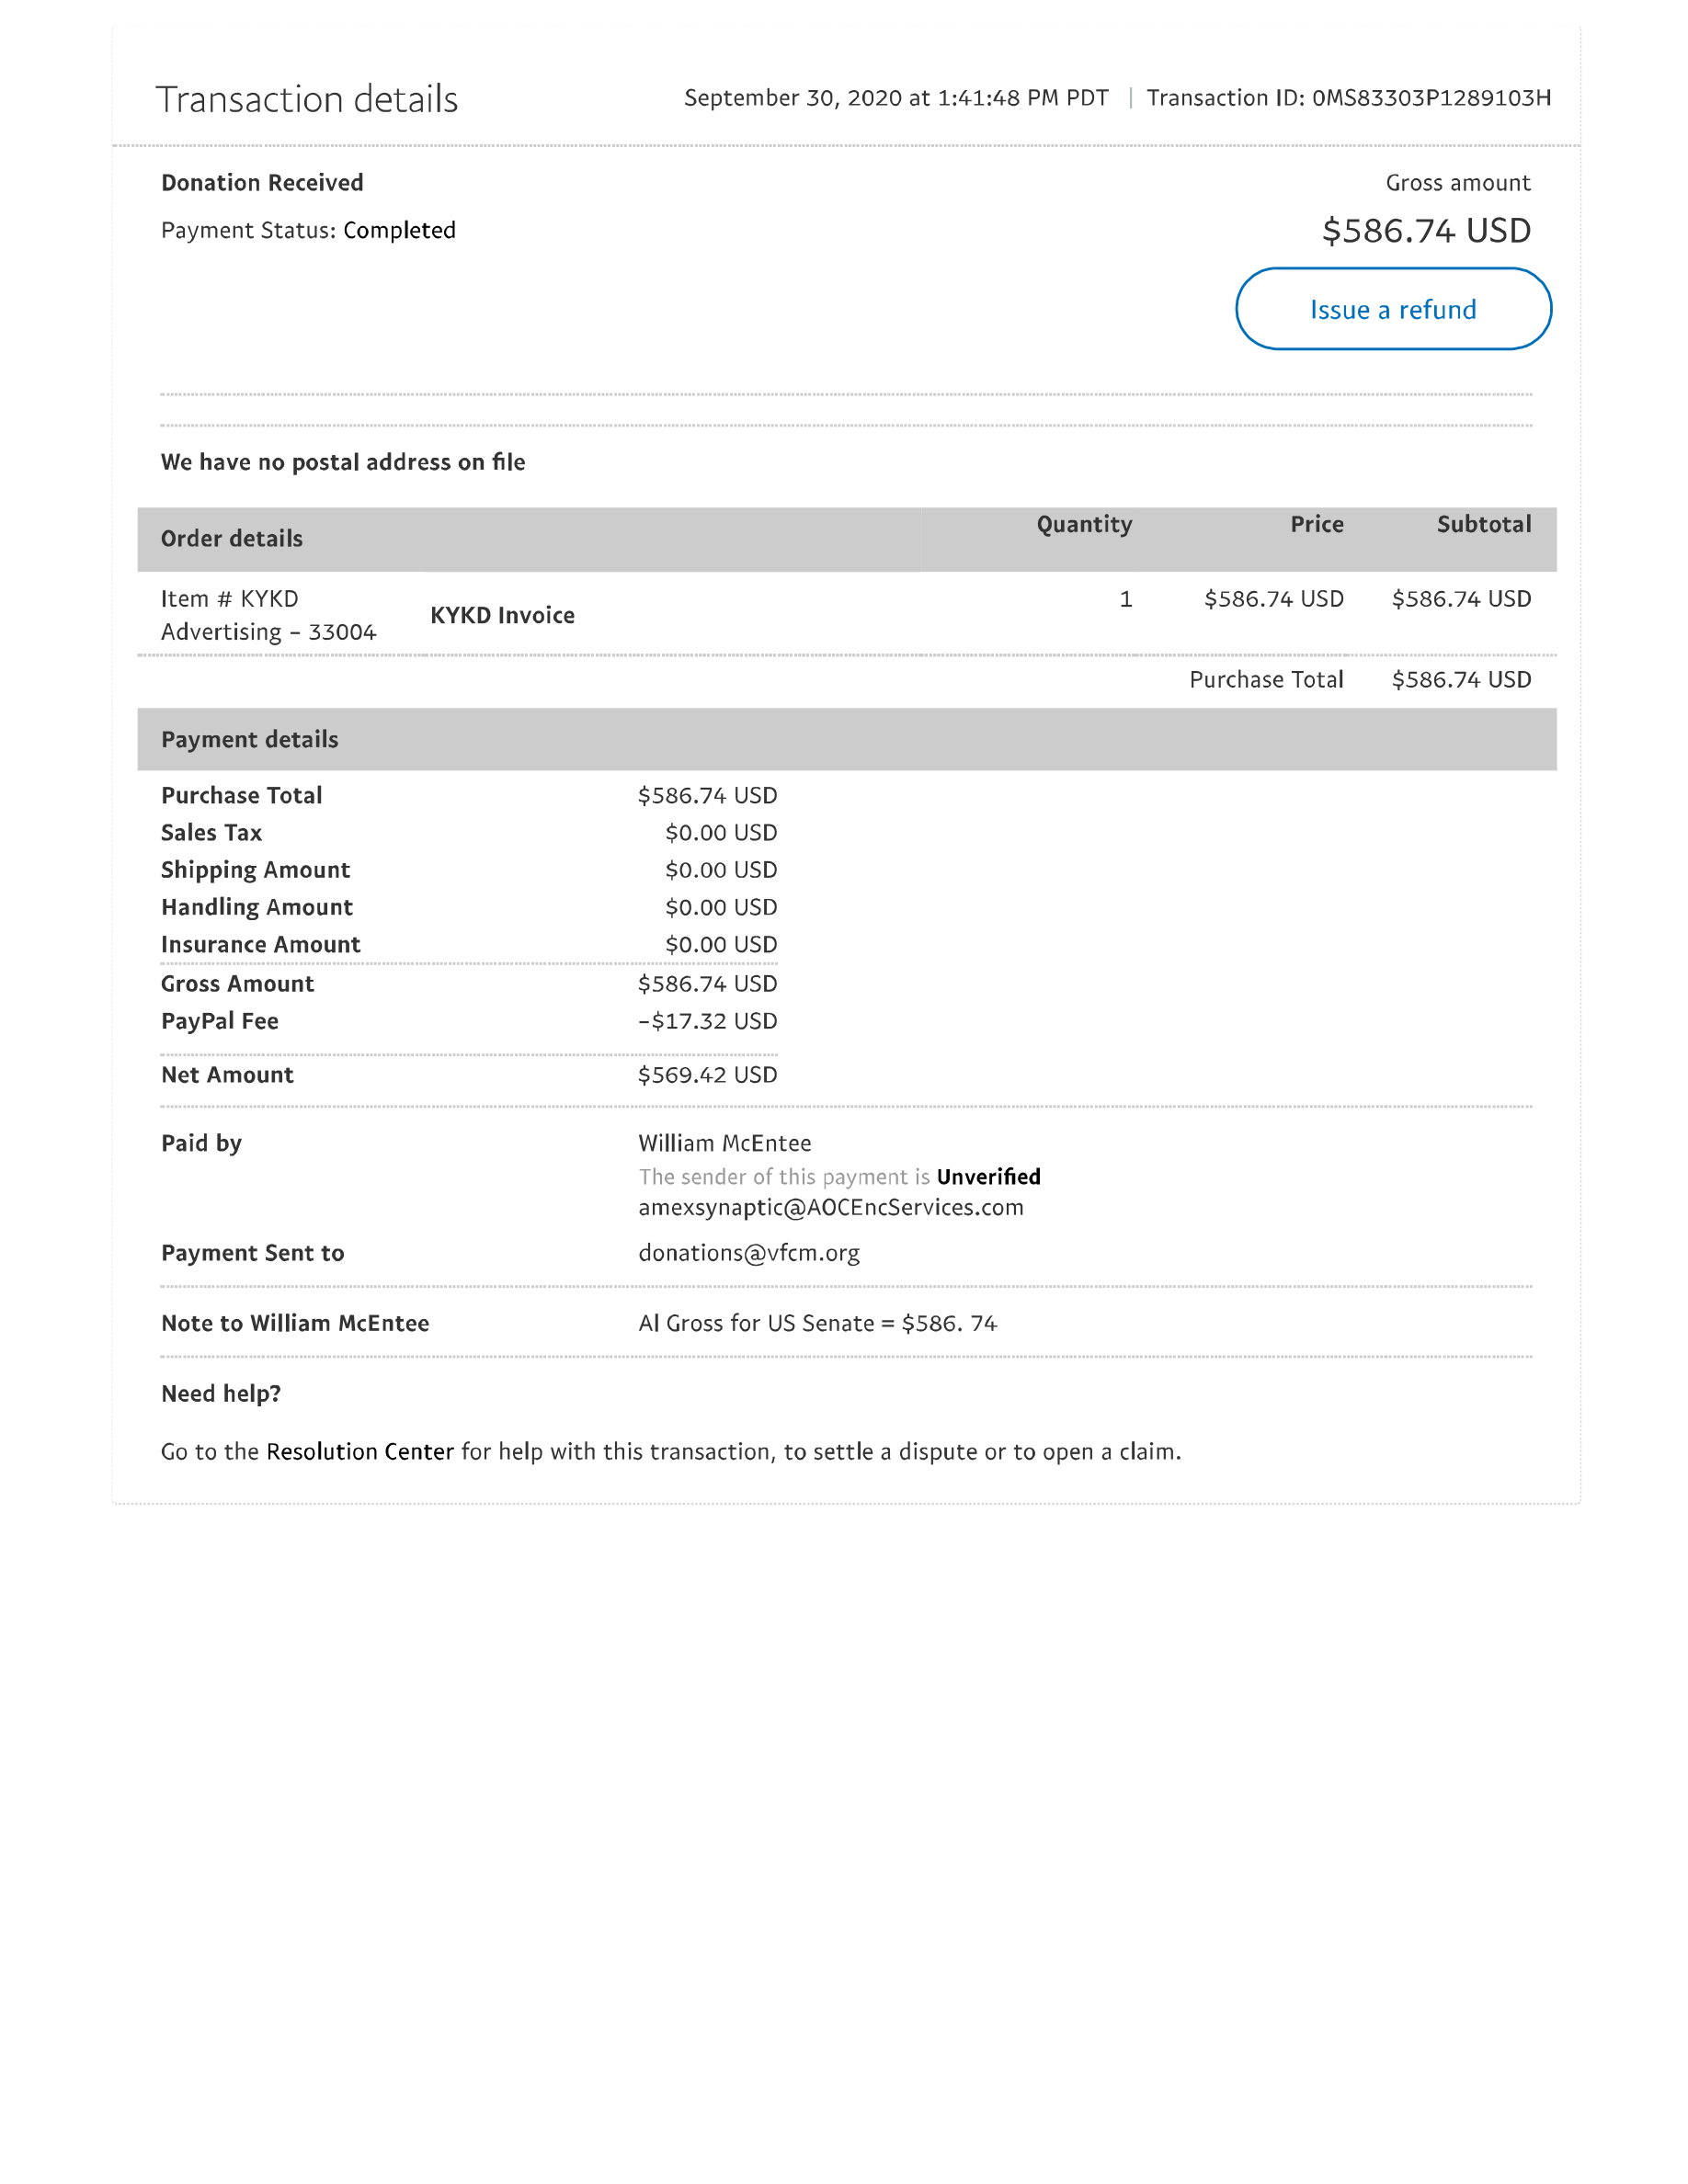 Transaction details
September 30, 2020 at 1:41:48 PM PDT | Transaction ID: 0MS83303P1289103H
Donation Received
Gross amount
Payment Status: Completed
$586.74 USD
Issue a refund
We have no postal address on file
Order details Quantity Price Subtotal
Item # KYKD
Advertising – 33004
KYKD Invoice
1 $586.74 USD $586.74 USD
Purchase Total $586.74 USD
Payment details
Purchase Total $586.74 USD
Sales Tax $0.00 USD
Shipping Amount $0.00 USD
Handling Amount $0.00 USD
Insurance Amount $0.00 USD
Gross Amount $586.74 USD
PayPal Fee –$17.32 USD
Net Amount $569.42 USD
Paid by William McEntee
The sender of this payment is Unverified
amexsynaptic@AOCEncServices.com
Payment Sent to donations@vfcm.org
Note to William McEntee Al Gross for US Senate = $586. 74
Need help?
Go to the Resolution Center for help with this transaction, to settle a dispute or to open a claim.